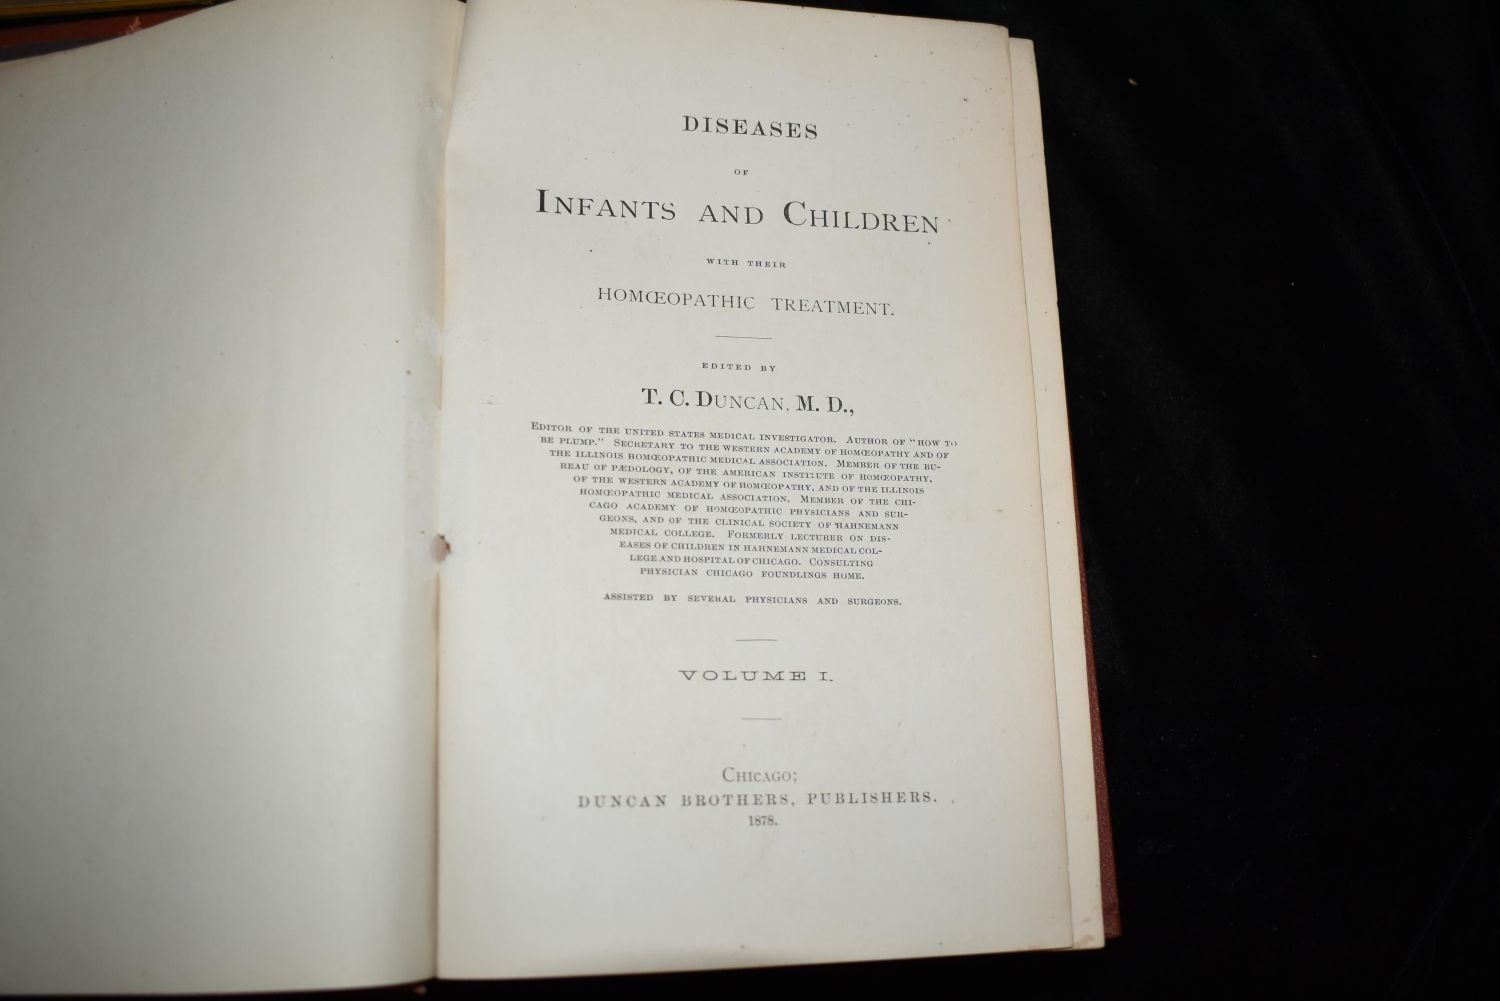 DISEASES
OF
INFANTS AND CHILDREN
WITH THEIR
HOMŒOPATHIC TREATMENT.
EDITED BY
T. C. DUNCAN, M. D.,
EDITOR OF THE UNITED STATES MEDICAL INVESTIGATOR. AUTHOR OF "HOW TO
BE PLUMP." SECRETARY TO THE WESTERN ACADEMY OF HOMŒOPATHY AND OF
THE ILLINOIS HOMŒOPATHIC MEDICAL ASSOCIATION. MEMBER OF THE BU-
REAU OF PÆDOLOGY, OF THE AMERICAN INSTITUTE OF HOMŒOPATHY,
OF THE WESTERN ACADEMY OF HOMŒOPATHY, AND OF THE ILLINOIS
HOMŒOPATHIC MEDICAL ASSOCIATION. MEMBER OF THE CHI-
CAGO ACADEMY OF HOMŒOPATHIC PHYSICIANS AND SUR-
GEONS, AND OF THE CLINICAL SOCIETY OF HAHNEMANN
MEDICAL COLLEGE. FORMERLY LECTURER ON DIS-
EASES OF CHILDREN IN HAHNEMANN MEDICAL COL-
LEGE AND HOSPITAL OF CHICAGO. CONSULTING
PHYSICIAN CHICAGO FOUNDLINGS HOME.
ASSISTED BY SEVERAL PHYSICIANS AND SURGEONS.
VOLUME I.
CHICAGO;
DUNCAN BROTHERS, PUBLISHERS.
1878.